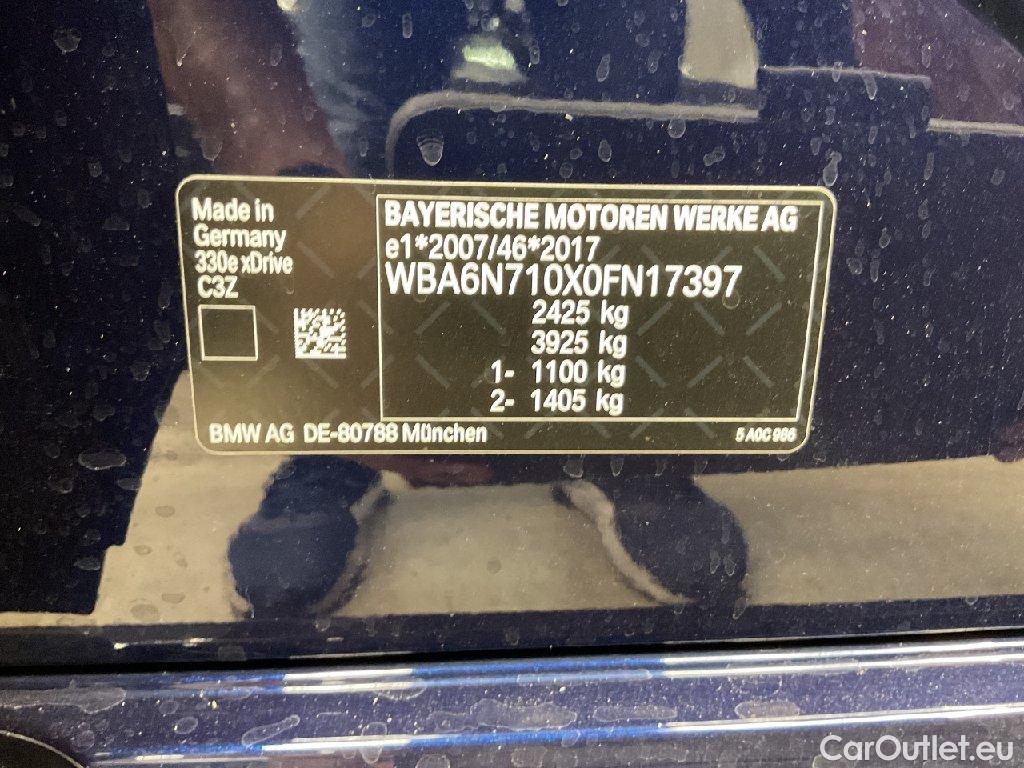 Made in
Germany
330e xDrive
C3Z
BAYERISCHE MOTOREN WERKE AG
e1*2007/46*2017
WBA6N710X0FN17397
2425 kg
3925 kg
1- 1100 kg
2- 1405 kg
BMW AG DE-80788 München
5 A0C 986
CarOutlet.eu